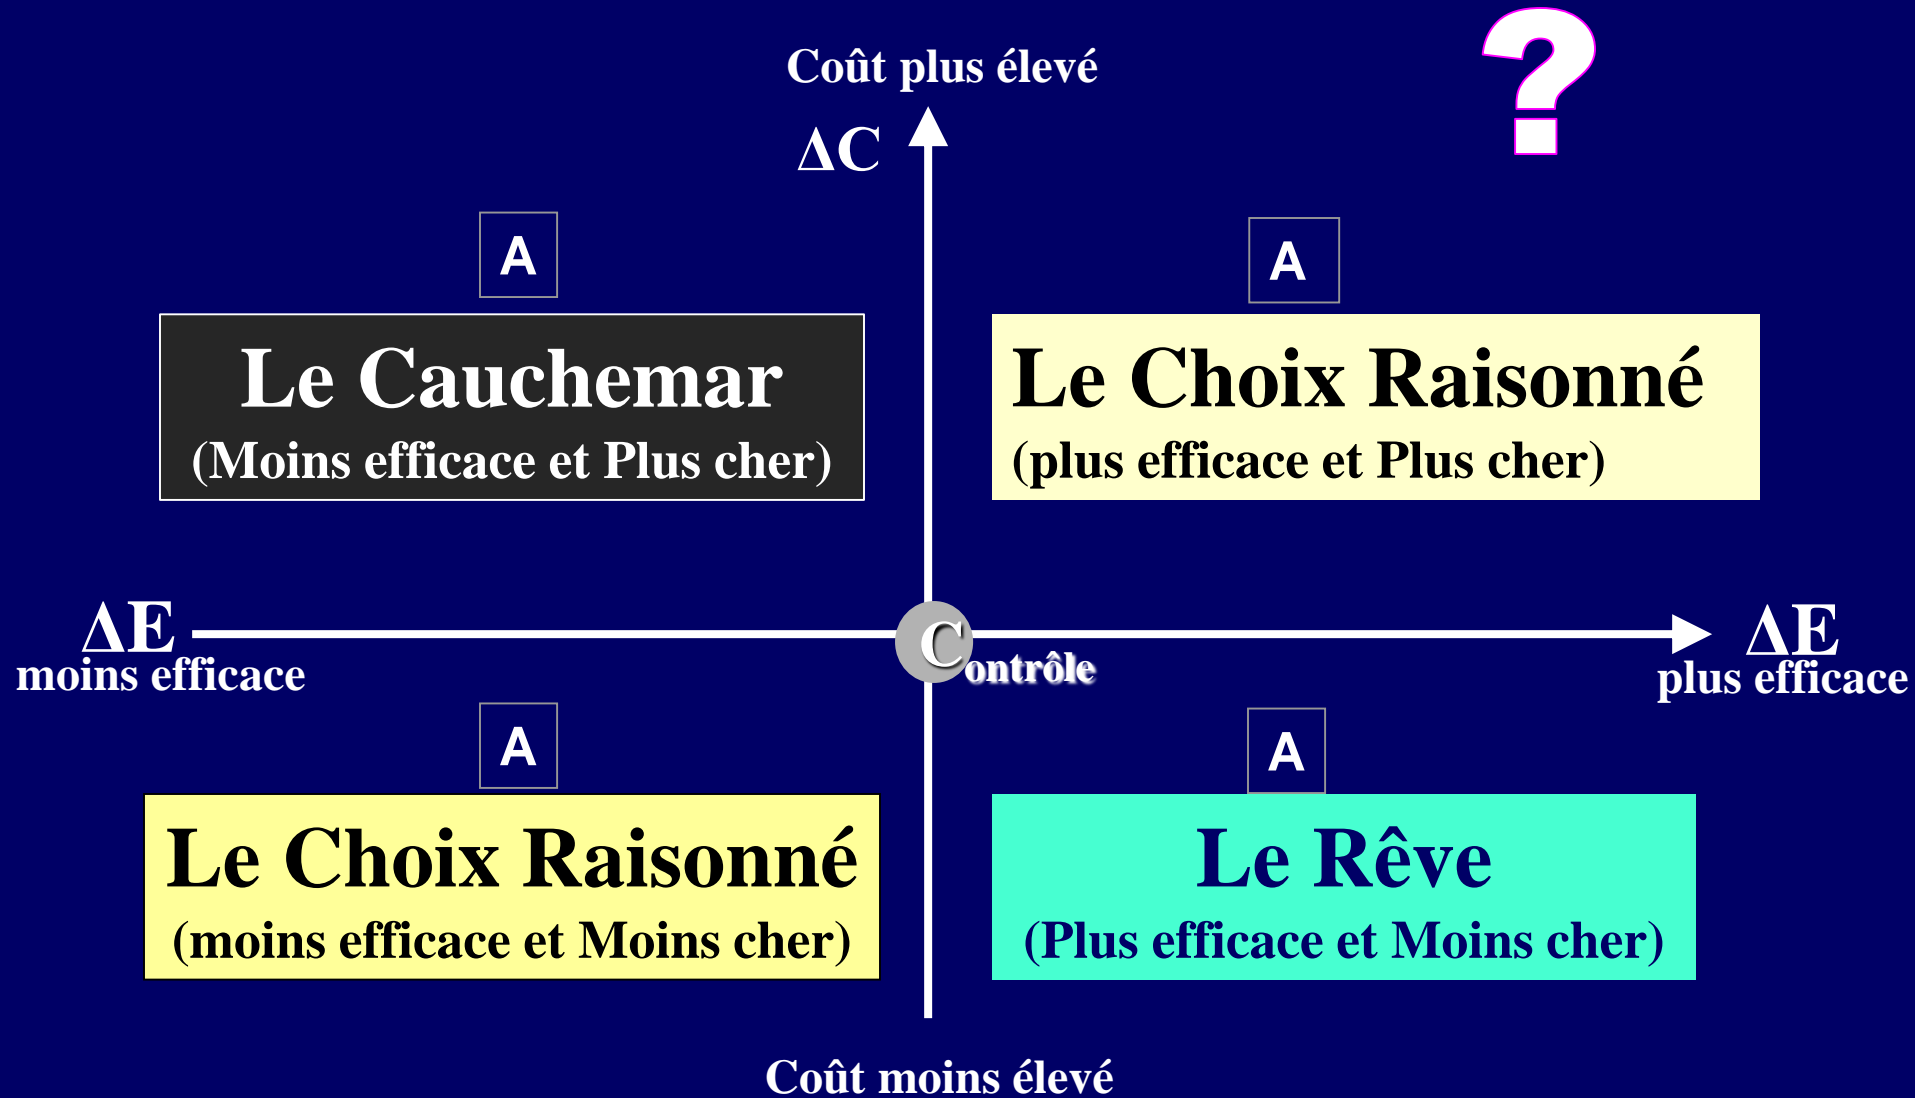 ?
Coût plus élevé
ΔC
A
A
Le Cauchemar
(Moins efficace et Plus cher)
Le Choix Raisonné
(plus efficace et Plus cher)
ΔE
moins efficace
Contrôle
ΔE
plus efficace
A
A
Le Choix Raisonné
(moins efficace et Moins cher)
Le Rêve
(Plus efficace et Moins cher)
Coût moins élevé